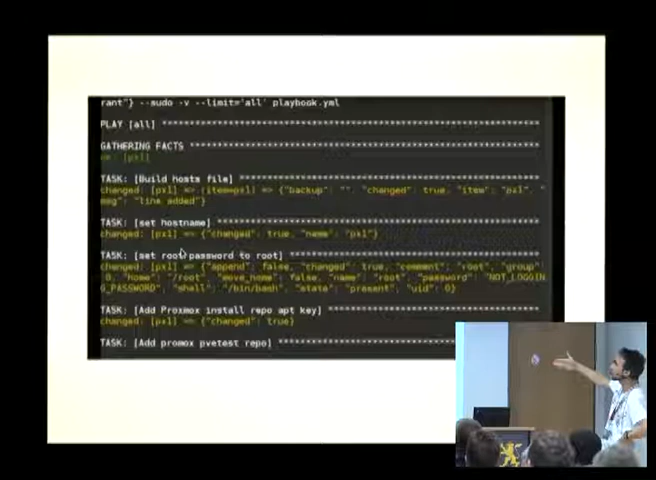 rant"} --sudo -v --limit='all' playbook.yml
PLAY [all] ****************************************************************
GATHERING FACTS ***********************************************************
ok: [px1]
TASK: [Build hosts file] **************************************************
changed: [px1] => (item=px1) => {"backup": "", "changed": true, "item": "px1", "
msg": "line added"}
TASK: [set hostname] ******************************************************
changed: [px1] => {"changed": true, "name": "px1"}
TASK: [set root password to root] *****************************************
changed: [px1] => {"append": false, "changed": true, "comment": "root", "group":
0, "home": "/root", "move_home": false, "name": "root", "password": "NOT_LOGGIN
G_PASSWORD", "shell": "/bin/bash", "state": "present", "uid": 0}
TASK: [Add Proxmox install repo apt key] **********************************
changed: [px1] => {"changed": true}
TASK: [Add promox pvetest repo] *******************************************